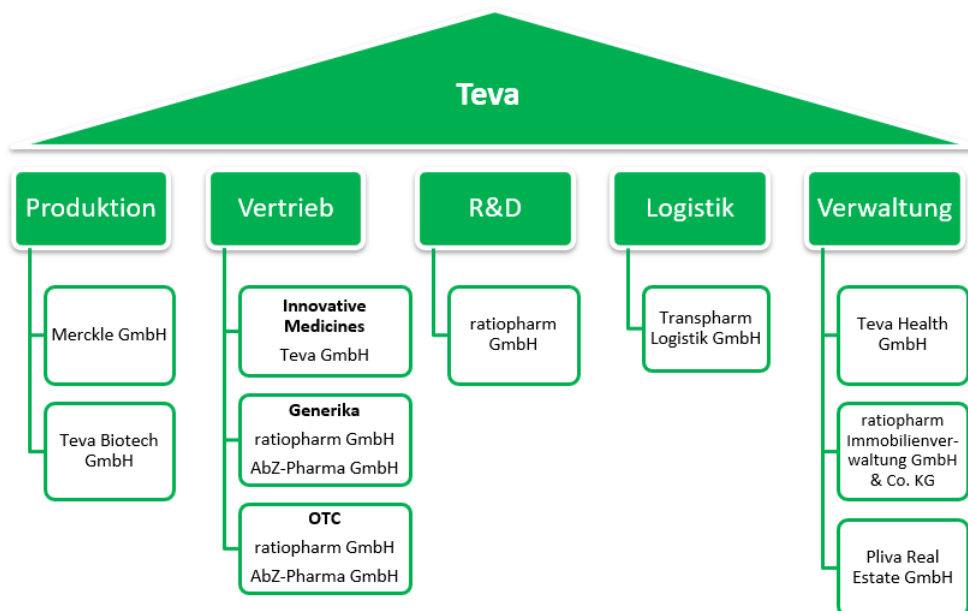 Teva
Produktion
Vertrieb
R&D
Logistik
Verwaltung
Merckle GmbH
Teva Biotech
GmbH
Innovative
Medicines
Teva GmbH
Generika
ratiopharm GmbH
AbZ-Pharma GmbH
OTC
ratiopharm GmbH
AbZ-Pharma GmbH
ratiopharm
GmbH
Transpharm
Logistik GmbH
Teva Health
GmbH
ratiopharm
Immobilienver-
waltung GmbH
& Co. KG
Pliva Real
Estate GmbH